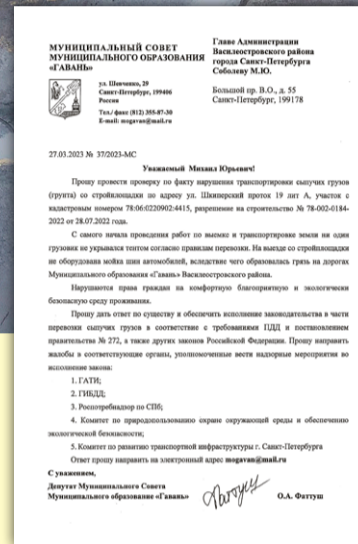 МУНИЦИПАЛЬНЫЙ СОВЕТ
МУНИЦИПАЛЬНОГО ОБРАЗОВАНИЯ
«ГАВАНЬ»
ул. Шевченко, 29
Санкт-Петербург, 199406
Россия
Тел./факс (812) 355-87-30
E-mail: mogavan@mail.ru
Главе Администрации
Василеостровского района
города Санкт-Петербурга
Соболеву М.Ю.
Большой пр. В.О., д. 55
Санкт-Петербург, 199178
27.03.2023 № 37/2023-МС
Уважаемый Михаил Юрьевич!
Прошу провести проверку по факту нарушения транспортировки сыпучих грузов
(грунта) со стройплощадки по адресу ул. Шкиперский проток 19 лит А, участок с
кадастровым номером 78:06:0220902:4415, разрешение на строительство № 78-002-0184-
2022 от 28.07.2022 года.
С самого начала проведения работ по выемке и транспортировке земли на один
грузовик не укрывался тентом согласно правилам перевозки. На выезде со стройплощадки
не оборудована мойка шин автомобилей, вследствие чего образовалась грязь на дорогах
Муниципального образования «Гавань» Василеостровского района.
Нарушаются права граждан на комфортную благоприятную и экологически
безопасную среду проживания.
Прошу дать ответ по существу и обеспечить исполнение законодательства в части
перевозки сыпучих грузов в соответствие с требованиями ПДД и постановлением
правительства № 272, а также других законов Российской Федерации. Прошу направить
жалобы в соответствующие органы, уполномоченные вести надзорные мероприятия во
исполнение закона:
1. ГАТИ;
2. ГИБДД;
3. Роспотребнадзор по СПб;
4. Комитет по природопользованию охране окружающей среды и обеспечению
экологической безопасности;
5. Комитет по развитию транспортной инфраструктуры г. Санкт-Петербурга
Ответ прошу направить на электронный адрес mogavan@mail.ru
С уважением,
Депутат Муниципального Совета
Муниципального образование «Гавань»
О.А. Фаттуш